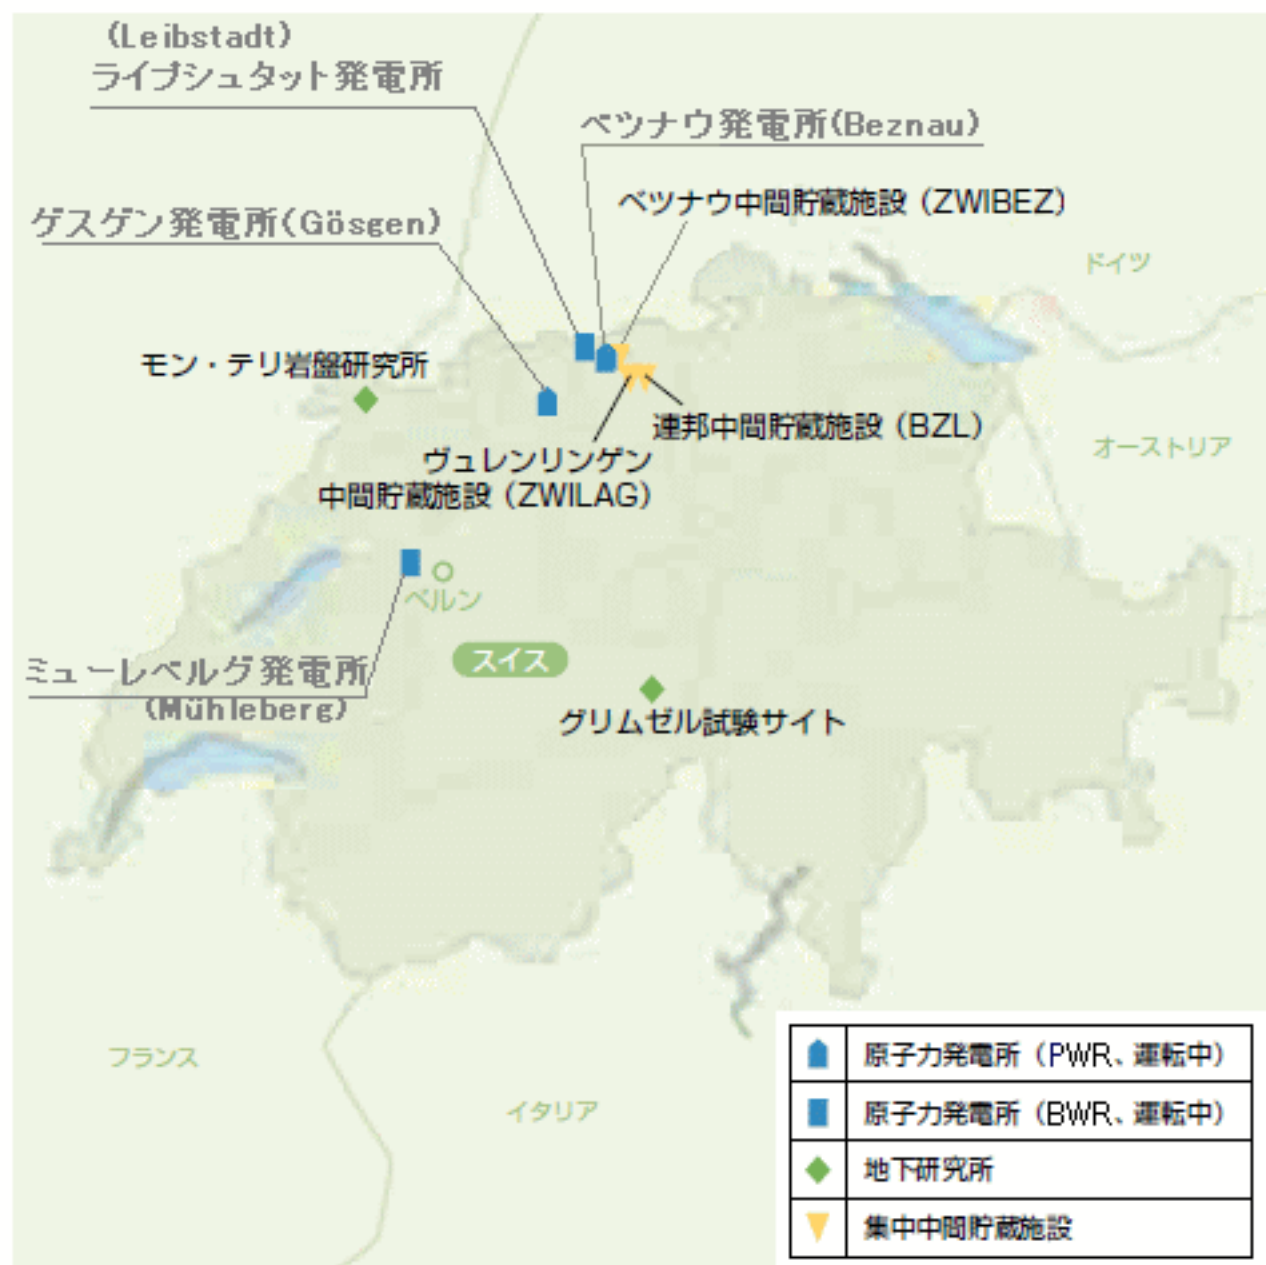 (Leibstadt)
ライブシュタット発電所
ベツナウ発電所(Beznau)
ベツナウ中間貯蔵施設（ZWIBEZ）
ゲスゲン発電所(Gösgen)
ドイツ
モン・テリ岩盤研究所
連邦中間貯蔵施設（BZL）
オーストリア
ヴュレンリンゲン
中間貯蔵施設（ZWILAG）
ベルン
スイス
ミューレベルグ発電所
(Mühleberg)
グリムゼル試験サイト
フランス
イタリア
原子力発電所（PWR、運転中）
原子力発電所（BWR、運転中）
地下研究所
集中中間貯蔵施設